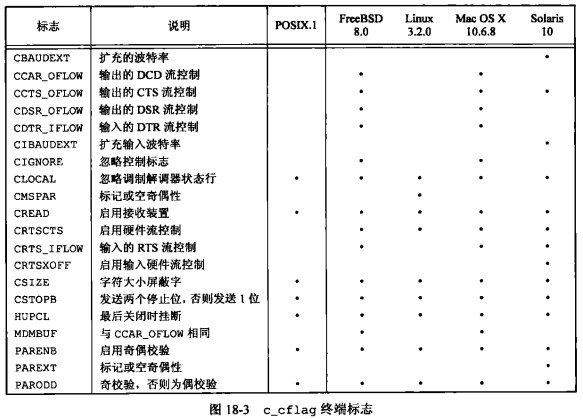 标志 说明 POSIX.1 FreeBSD 8.0 Linux 3.2.0 Mac OS X 10.6.8 Solaris 10
CBAUDEXT 扩充的波特率
CCAR_OFLOW 输出的 DCD 流控制
CCTS_OFLOW 输出的 CTS 流控制
CDSR_OFLOW 输出的 DSR 流控制
CDTR_IFLOW 输入的 DTR 流控制
CIBAUDEXT 扩充输入波特率
CIGNORE 忽略控制标志
CLOCAL 忽略调制解调器状态行
CMSPAR 标记或空奇偶性
CREAD 启用接收装置
CRTSCTS 启用硬件流控制
CRTS_IFLOW 输入的 RTS 流控制
CRTSXOFF 启用输入硬件流控制
CSIZE 字符大小屏蔽字
CSTOPB 发送两个停止位，否则发送 1 位
HUPCL 最后关闭时挂断
MDMBUF 与 CCAR_OFLOW 相同
PARENB 启用奇偶校验
PAREXT 标记或空奇偶性
PARODD 奇校验，否则为偶校验
图 18-3 c_cflag 终端标志